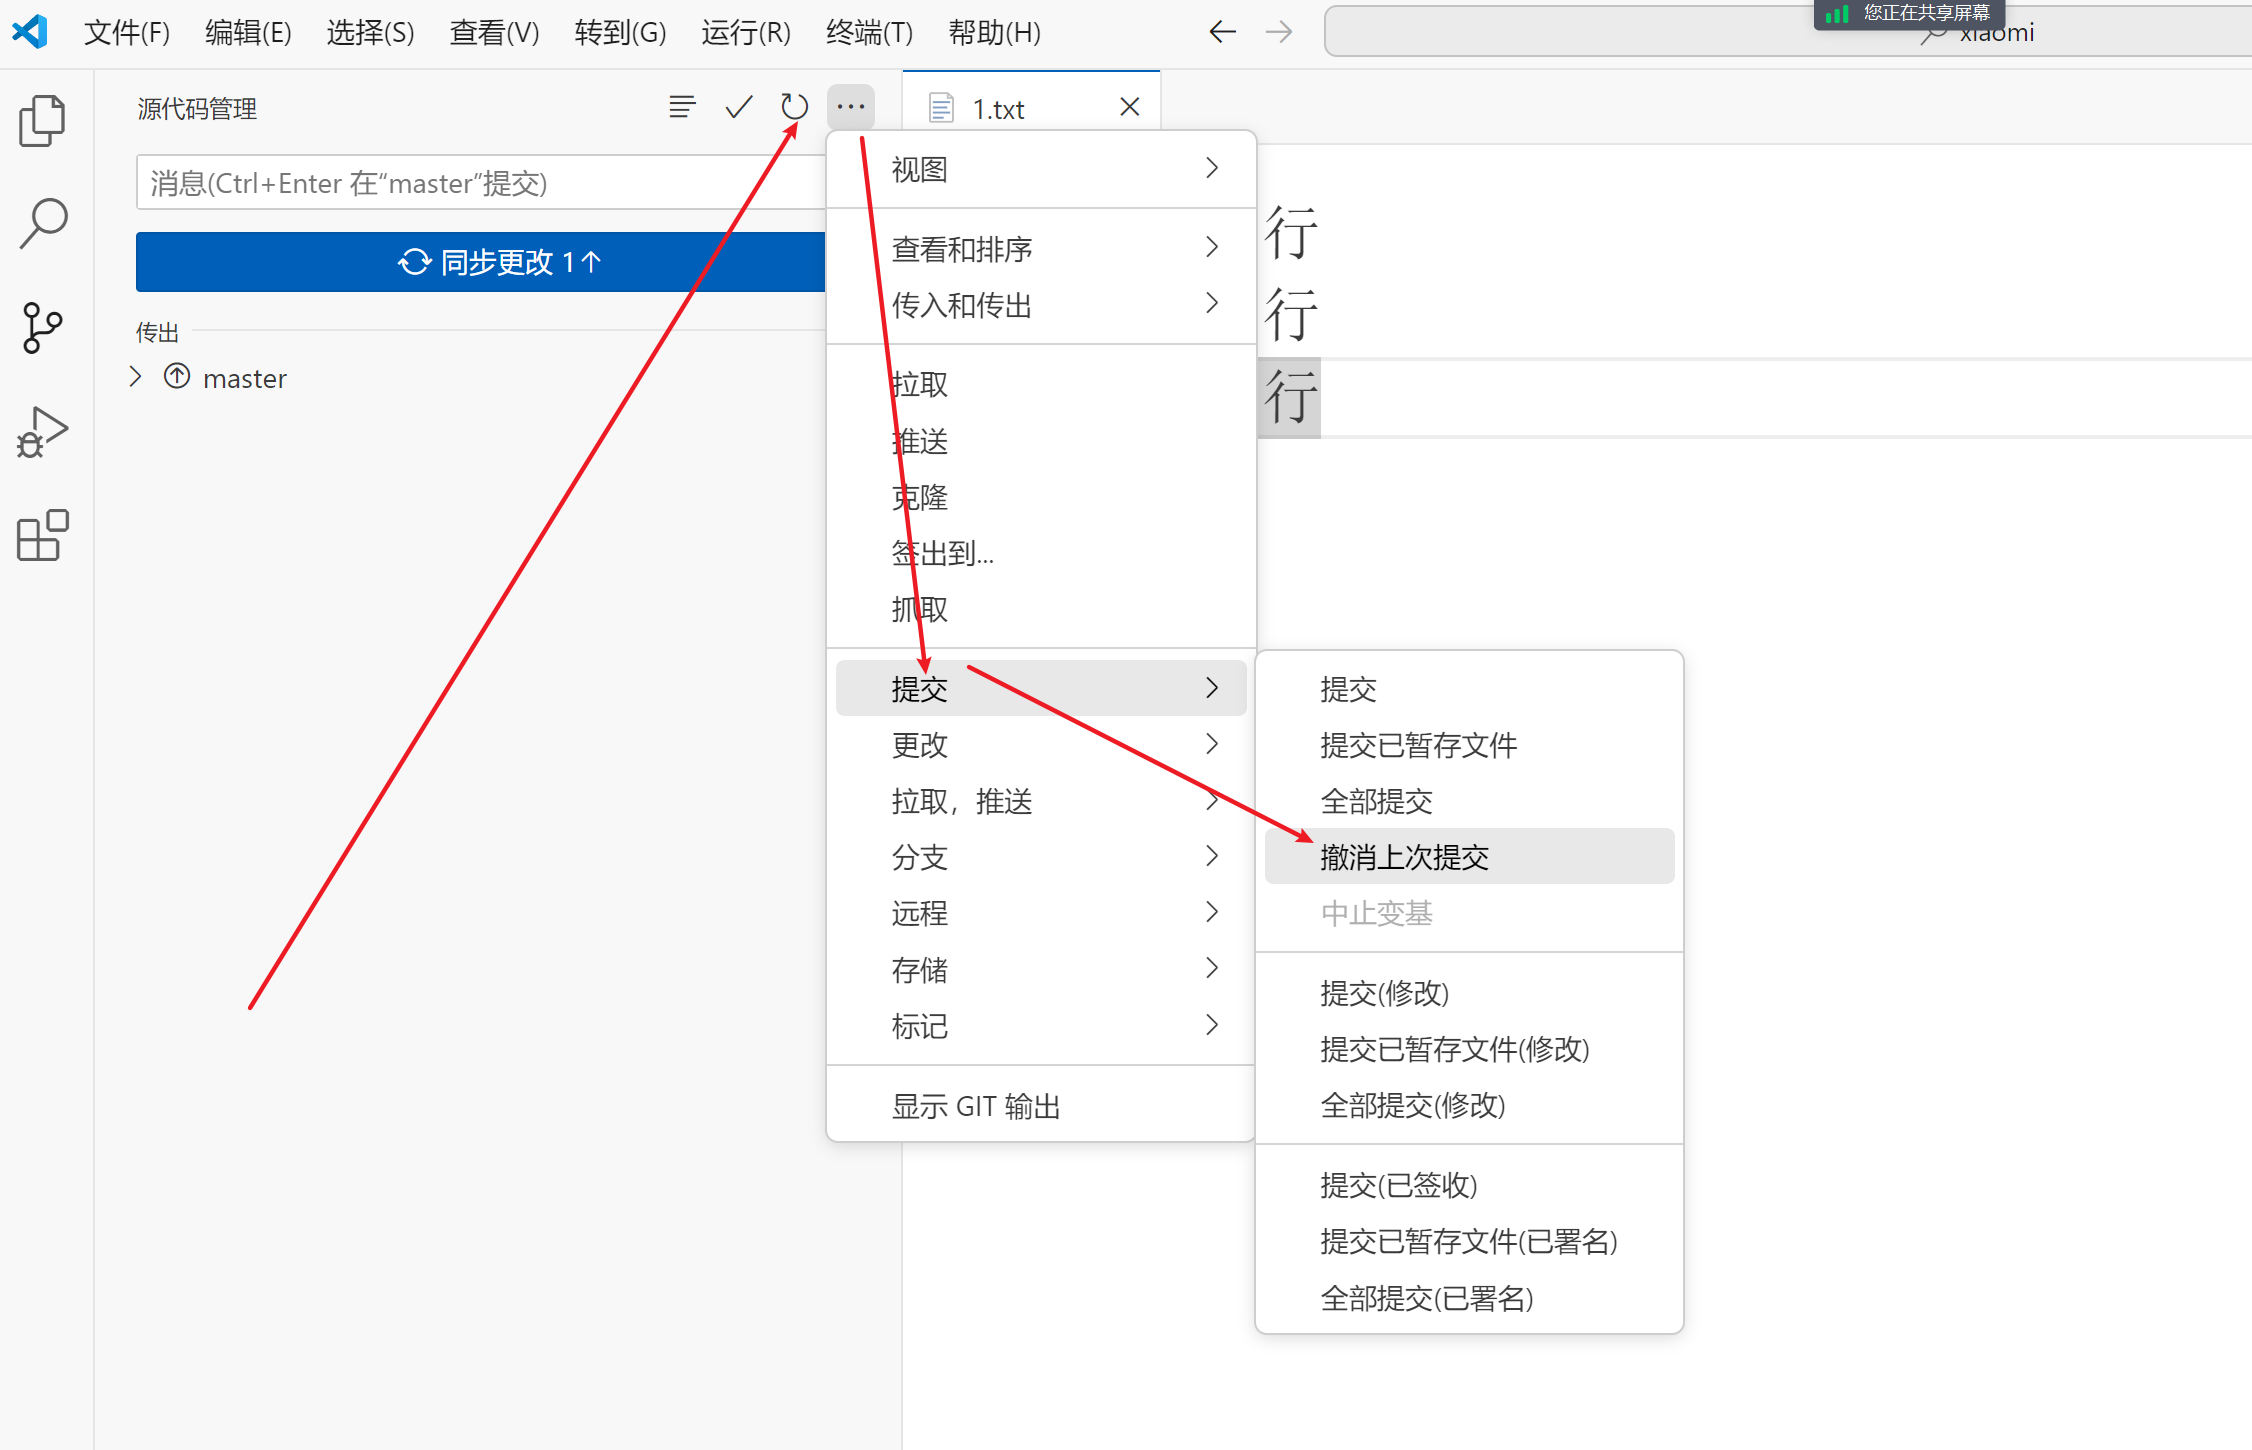 文件(F) 编辑(E) 选择(S) 查看(V) 转到(G) 运行(R) 终端(T) 帮助(H)
您正在共享屏幕
xiaomi
源代码管理
1.txt
消息(Ctrl+Enter 在“master”提交)
同步更改 1↑
传出
master
视图
查看和排序
传入和传出
拉取
推送
克隆
签出到...
抓取
提交
更改
拉取，推送
分支
远程
存储
标记
显示 GIT 输出
行
行
行
提交
提交已暂存文件
全部提交
撤消上次提交
中止变基
提交(修改)
提交已暂存文件(修改)
全部提交(修改)
提交(已签收)
提交已暂存文件(已署名)
全部提交(已署名)